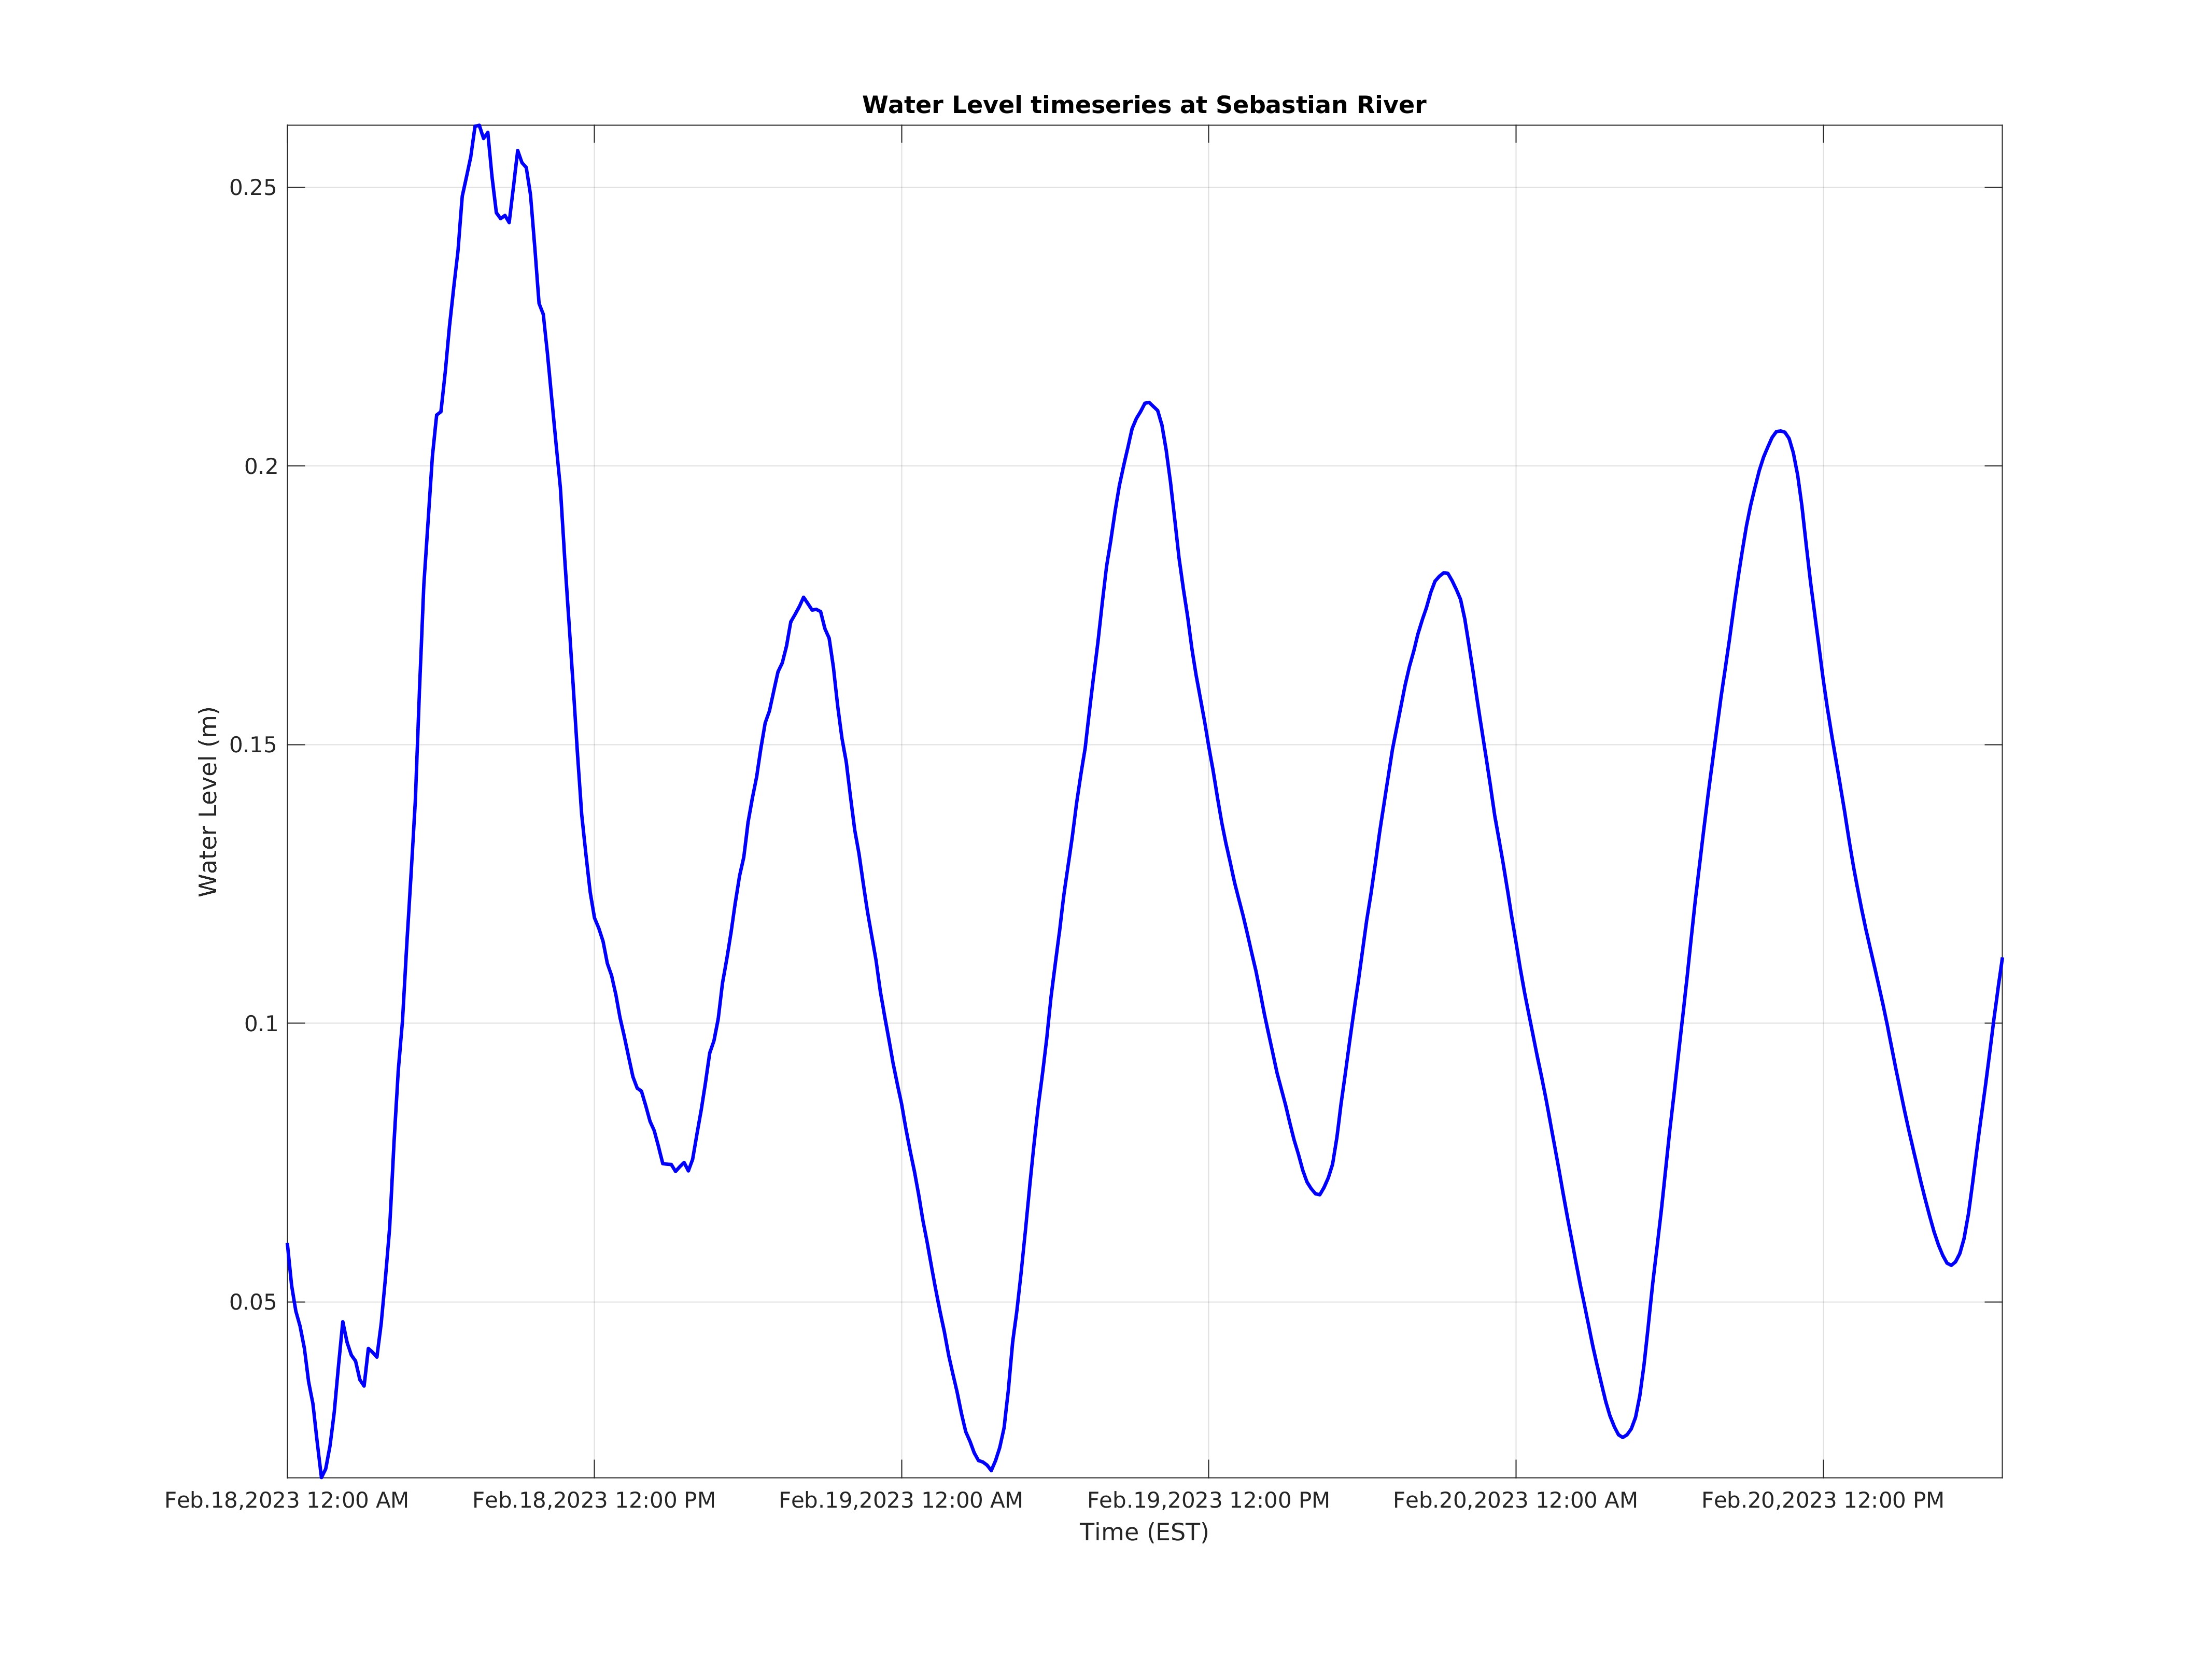 Water Level timeseries at Sebastian River
0.25
0.2
0.15
0.1
0.05
Water Level (m)
Feb.18,2023 12:00 AM
Feb.18,2023 12:00 PM
Feb.19,2023 12:00 AM
Feb.19,2023 12:00 PM
Feb.20,2023 12:00 AM
Feb.20,2023 12:00 PM
Time (EST)